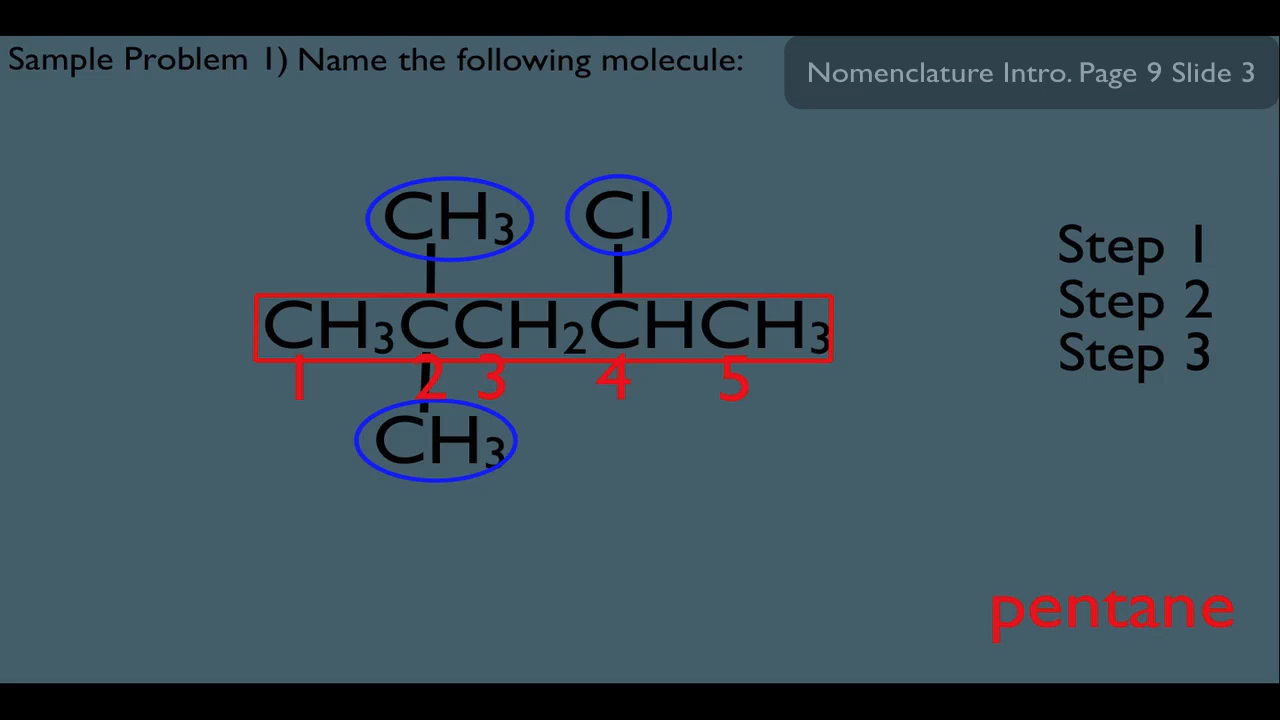 Sample Problem 1) Name the following molecule:
Nomenclature Intro. Page 9 Slide 3
CH₃ Cl
CH₃CCH₂CHCH₃
1 2 3 4 5
CH₃
Step 1
Step 2
Step 3
pentane